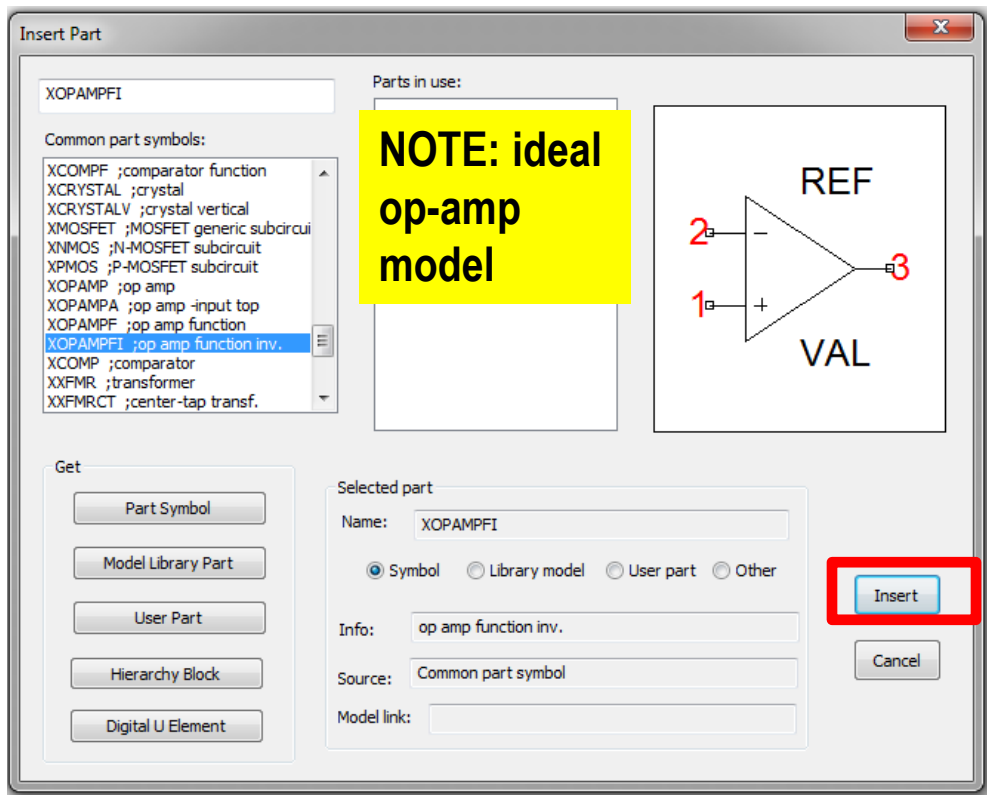 Insert Part
x
XOPAMPFI
Parts in use:
Common part symbols:
XCOMPF ;comparator function
XCRYSTAL ;crystal
XCRYSTALV ;crystal vertical
XMOSFET ;MOSFET generic subcircui
XNMOS ;N-MOSFET subcircuit
XPMOS ;P-MOSFET subcircuit
XOPAMP ;op amp
XOPAMPA ;op amp -input top
XOPAMPF ;op amp function
XOPAMPFI ;op amp function inv.
XCOMP ;comparator
XXFMR ;transformer
XXFMRCT ;center-tap transf.
NOTE: ideal
op-amp
model
REF
2 -
3
1 +
VAL
Get
Part Symbol
Model Library Part
User Part
Hierarchy Block
Digital U Element
Selected part
Name: XOPAMPFI
Symbol Library model User part Other
Info: op amp function inv.
Source: Common part symbol
Model link:
Insert
Cancel